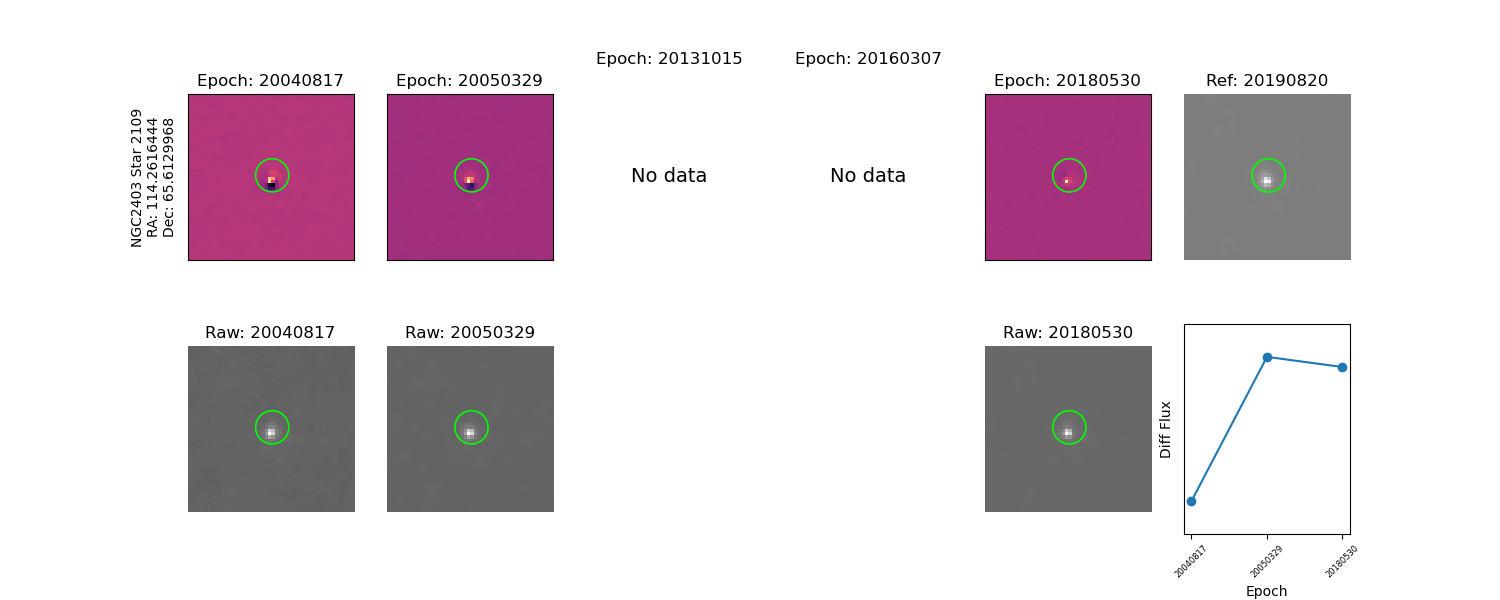 Epoch: 20131015
Epoch: 20160307
Epoch: 20040817
Epoch: 20050329
Epoch: 20180530
Ref: 20190820
NGC2403 Star 2109
RA: 114.2616444
Dec: 65.6129968
No data
No data
Raw: 20040817
Raw: 20050329
Raw: 20180530
Diff Flux
20040817
20050329
20180530
Epoch